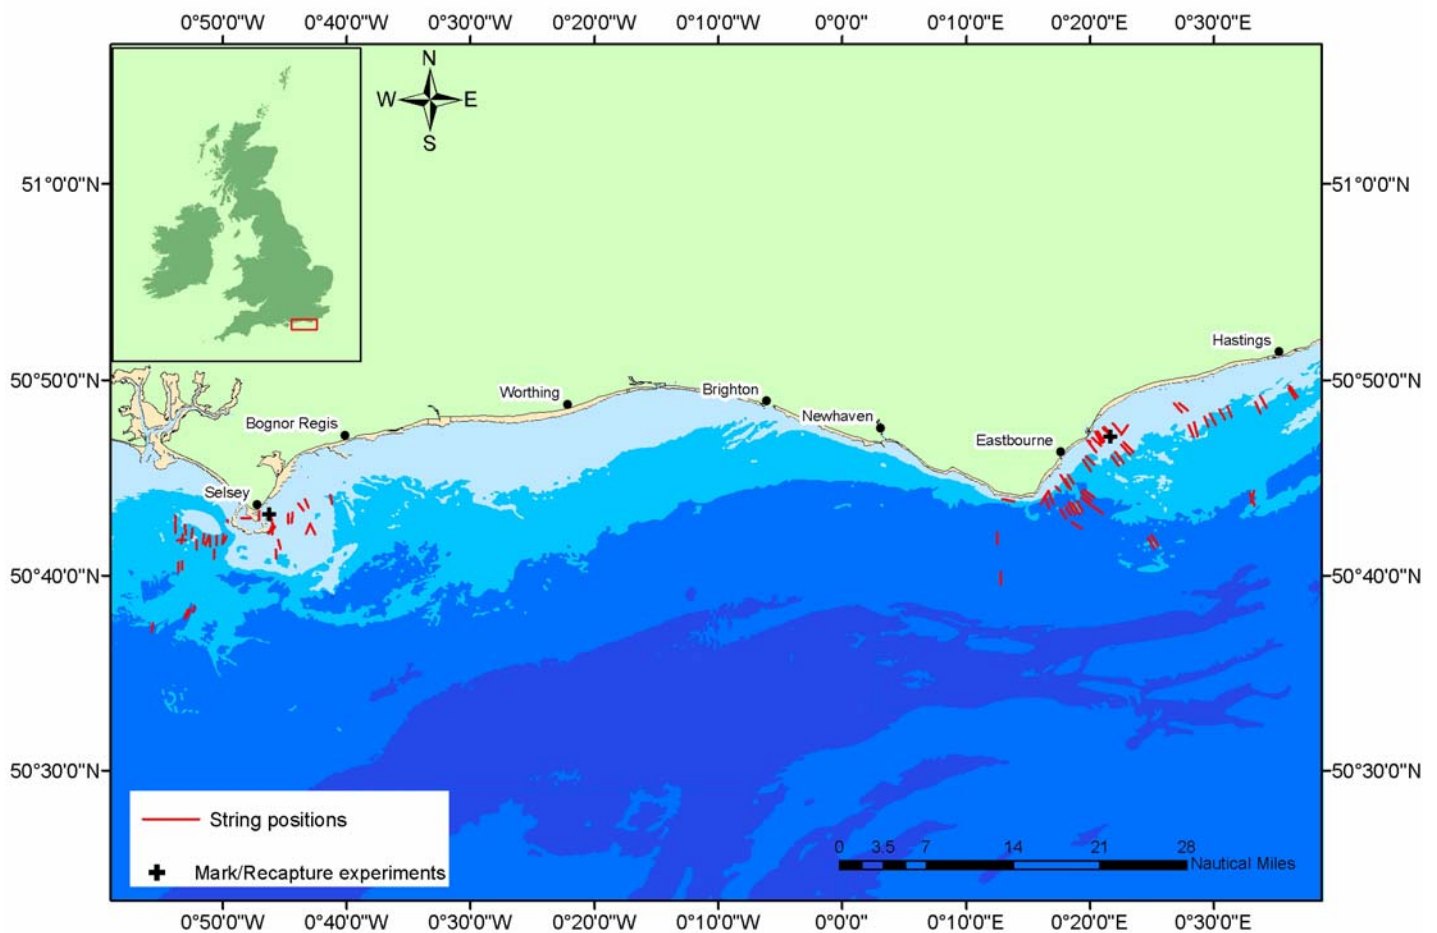 0°50'0"W 0°40'0"W 0°30'0"W 0°20'0"W 0°10'0"W 0°0'0" 0°10'0"E 0°20'0"E 0°30'0"E
N
W E
S
51°0'0"N 51°0'0"N
Hastings
50°50'0"N 50°50'0"N
Worthing Brighton
Newhaven
Bognor Regis
Eastbourne
Selsey
50°40'0"N 50°40'0"N
50°30'0"N 50°30'0"N
String positions
0 3.5 7 14 21 28
Nautical Miles
Mark/Recapture experiments
0°50'0"W 0°40'0"W 0°30'0"W 0°20'0"W 0°10'0"W 0°0'0" 0°10'0"E 0°20'0"E 0°30'0"E